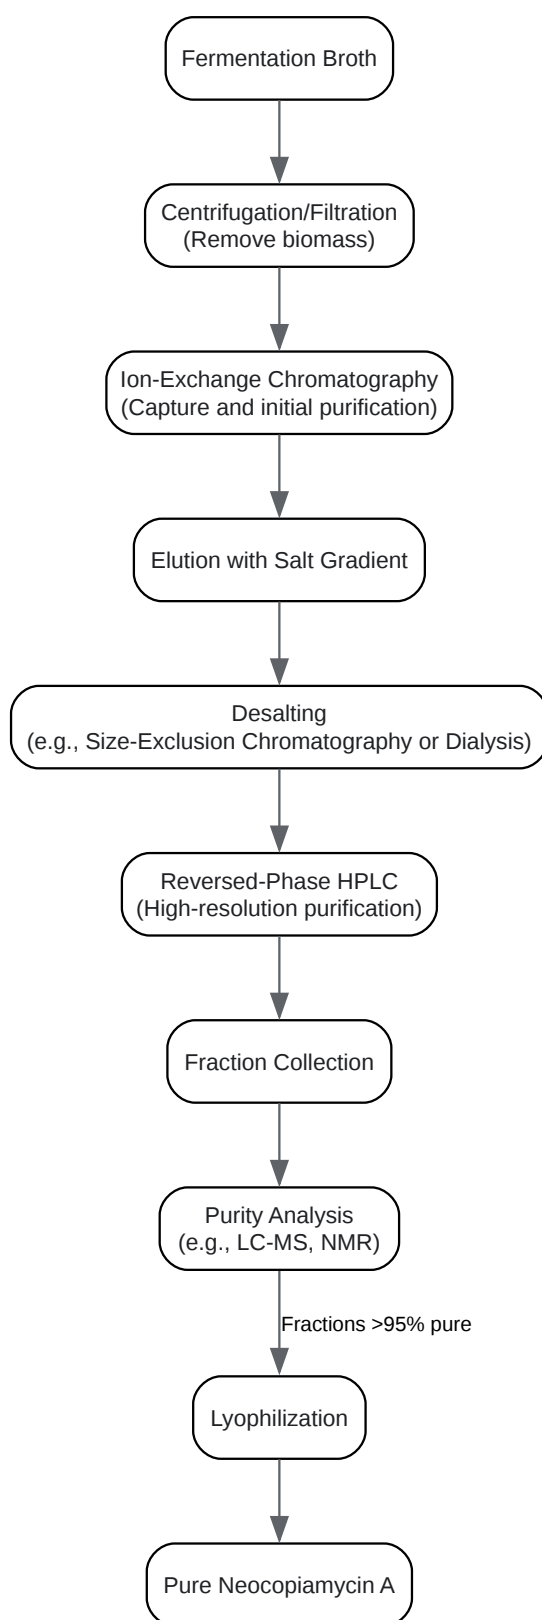 Fermentation Broth
Centrifugation/Filtration
(Remove biomass)
Ion-Exchange Chromatography
(Capture and initial purification)
Elution with Salt Gradient
Desalting
(e.g., Size-Exclusion Chromatography or Dialysis)
Reversed-Phase HPLC
(High-resolution purification)
Fraction Collection
Purity Analysis
(e.g., LC-MS, NMR)
Fractions >95% pure
Lyophilization
Pure Neocopiamycin A